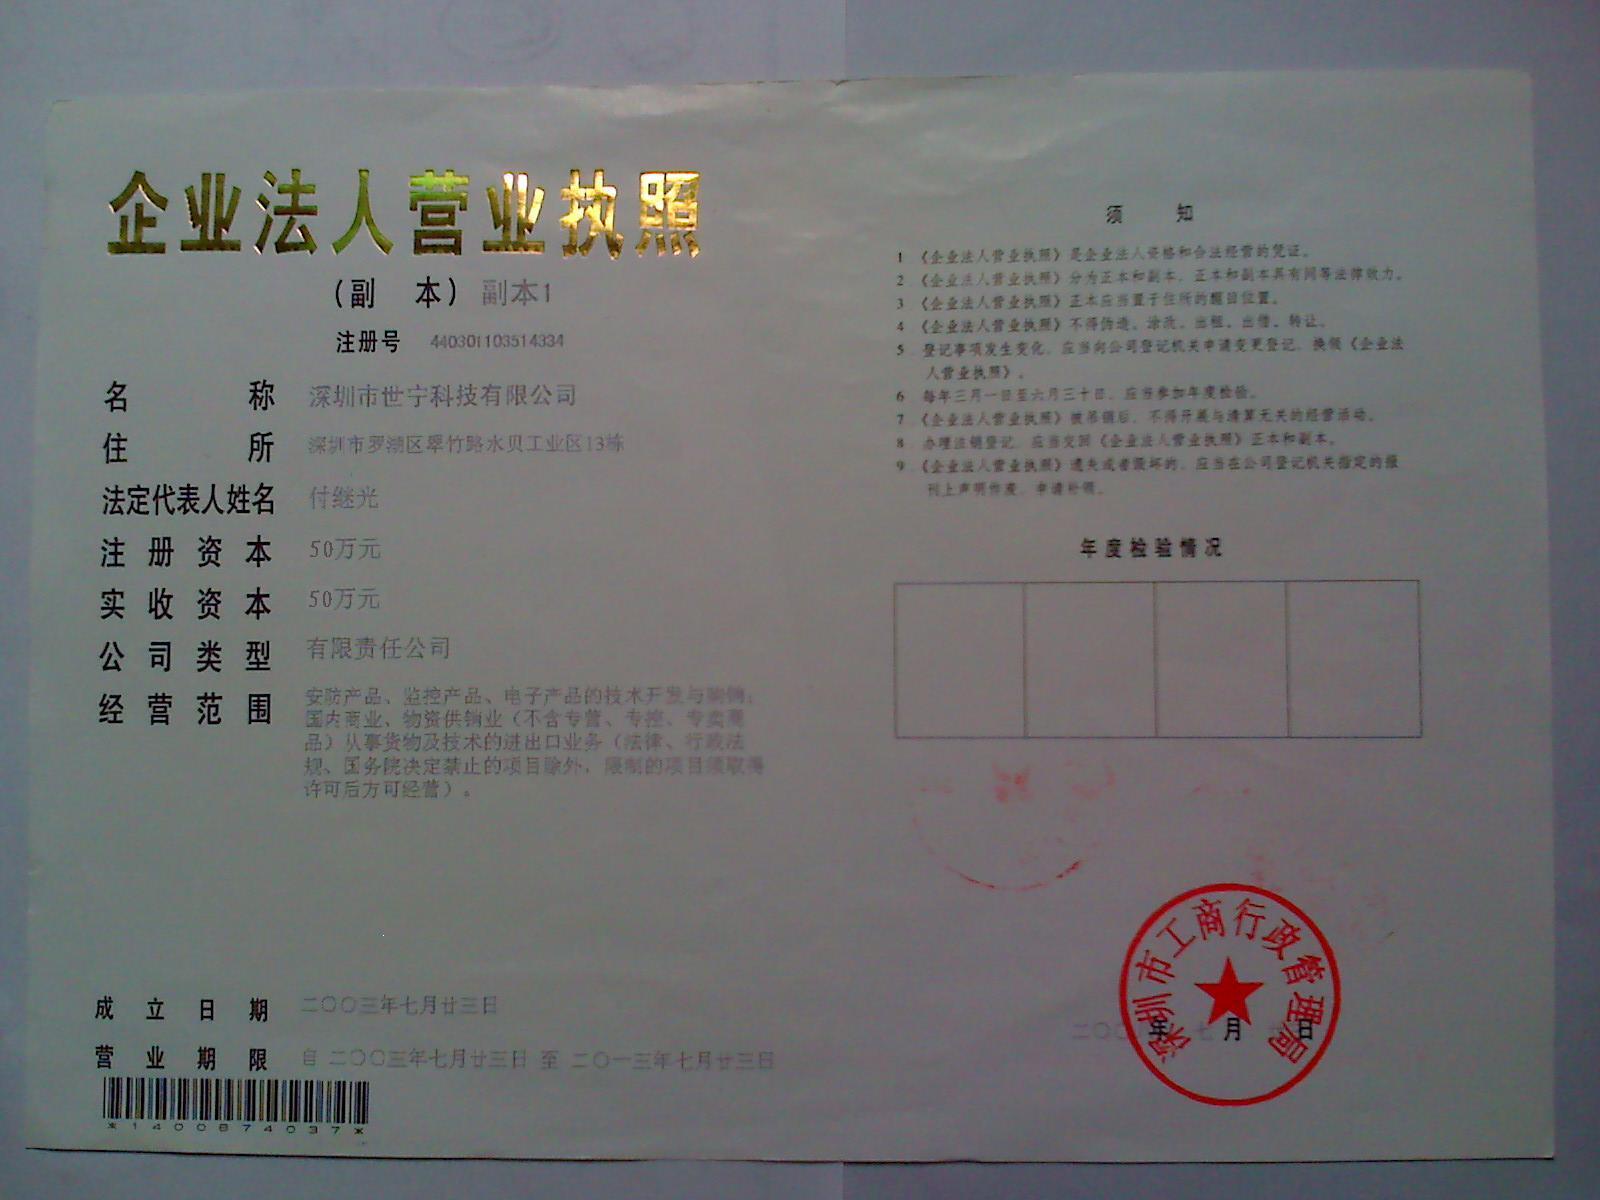 企业法人营业执照
（副 本）副本1
注册号 440301103514334
名称 深圳市世宁科技有限公司
住所 深圳市罗湖区翠竹路水贝工业区13栋
法定代表人姓名 付继光
注册资本 50万元
实收资本 50万元
公司类型 有限责任公司
经营范围 安防产品、监控产品、电子产品的技术开发与购销；
国内商业、物资供销业（不含专营、专控、专卖商
品）从事货物及技术的进出口业务（法律、行政法
规、国务院决定禁止的项目除外，限制的项目须取得
许可后方可经营）。
成立日期 二〇〇三年七月廿三日
营业期限 自 二〇〇三年七月廿三日 至 二〇一三年七月廿三日
*1400874037*
须 知
1 《企业法人营业执照》是企业法人资格和合法经营的凭证。
2 《企业法人营业执照》分为正本和副本，正本和副本具有同等法律效力。
3 《企业法人营业执照》正本应当置于住所的醒目位置。
4 《企业法人营业执照》不得伪造、涂改、出租、出借、转让。
5 登记事项发生变化，应当向公司登记机关申请变更登记，换领《企业法
人营业执照》。
6 每年三月一日至六月三十日，应当参加年度检验。
7 《企业法人营业执照》被吊销后，不得开展与清算无关的经营活动。
8 办理注销登记，应当交回《企业法人营业执照》正本和副本。
9 《企业法人营业执照》遗失或者毁坏的，应当在公司登记机关指定的报
刊上声明作废，申请补领。
年度检验情况
深圳市工商行政管理局
二〇〇 年 七 月 日